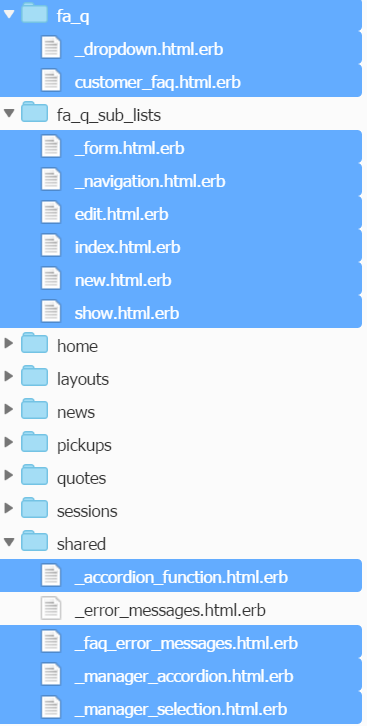 fa_q
_dropdown.html.erb
customer_faq.html.erb
fa_q_sub_lists
_form.html.erb
_navigation.html.erb
edit.html.erb
index.html.erb
new.html.erb
show.html.erb
home
layouts
news
pickups
quotes
sessions
shared
_accordion_function.html.erb
_error_messages.html.erb
_faq_error_messages.html.erb
_manager_accordion.html.erb
_manager_selection.html.erb